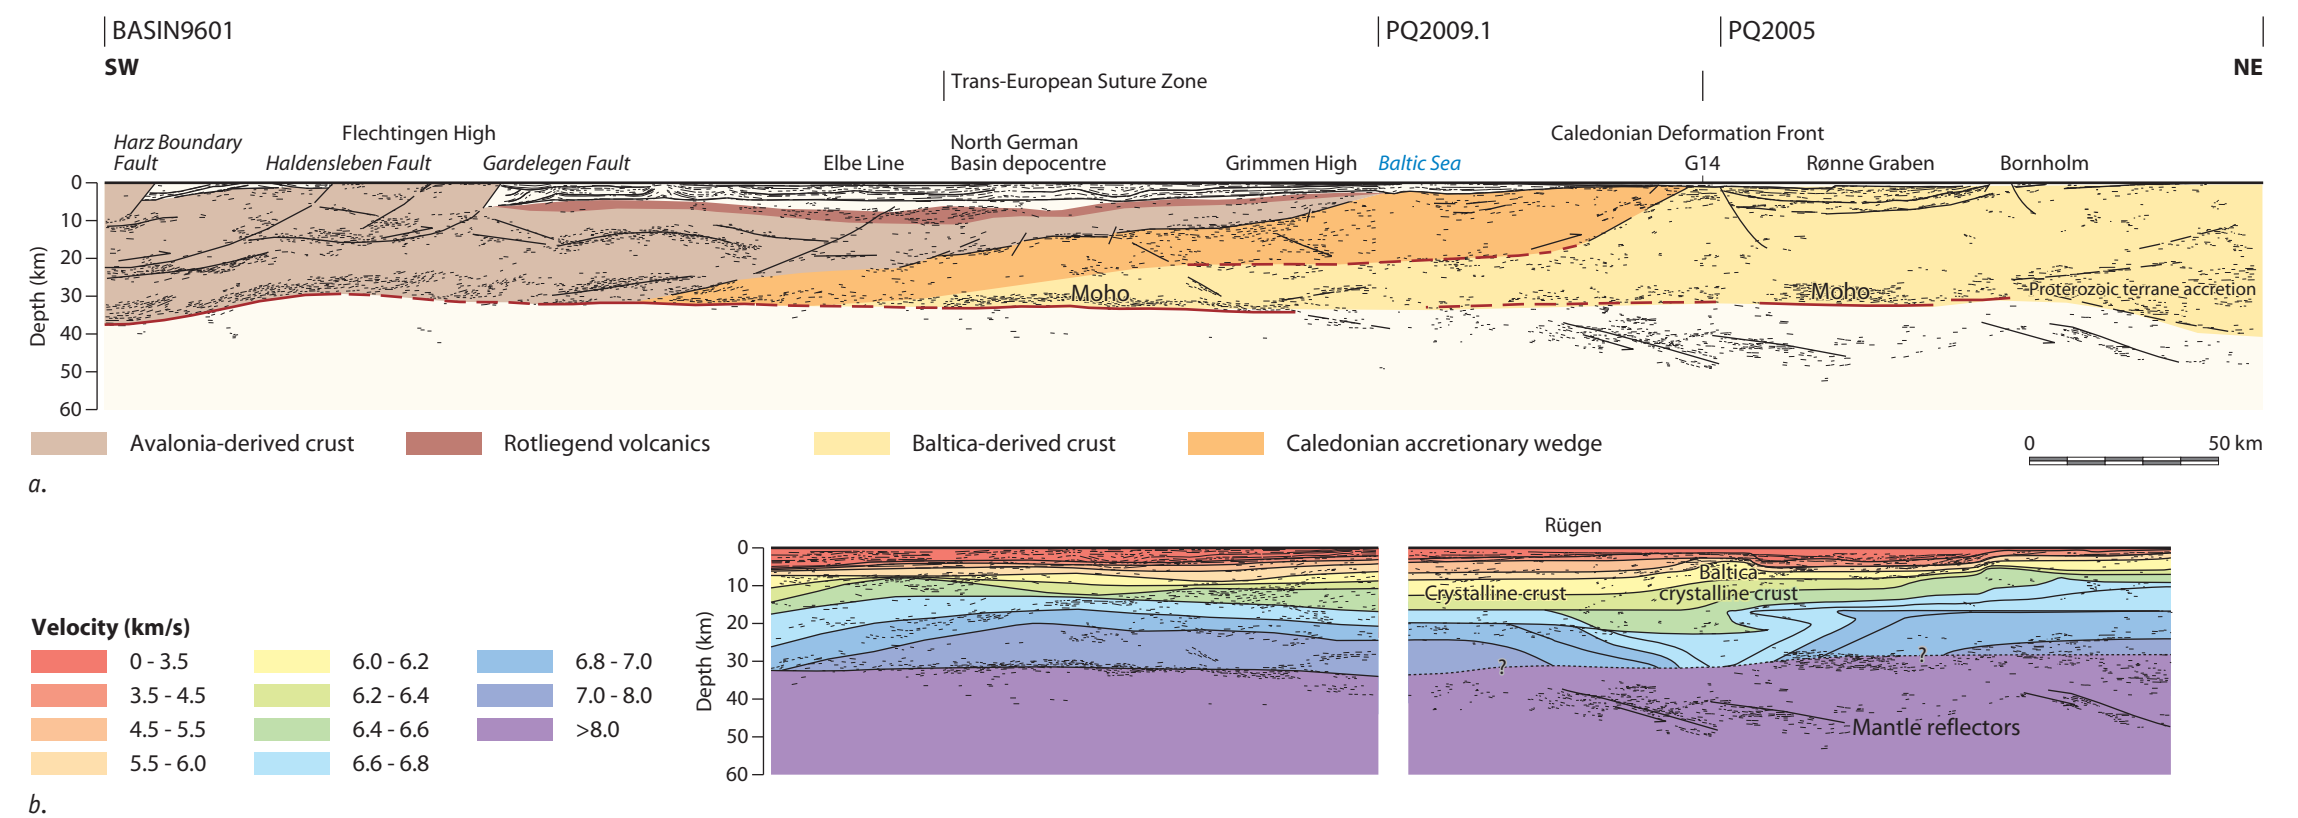 BASIN9601
PQ2009.1
PQ2005
SW
NE
Trans-European Suture Zone
Harz Boundary
Fault
Flechtingen High
Haldensleben Fault
Gardelegen Fault
Elbe Line
North German
Basin depocentre
Grimmen High
Baltic Sea
Caledonian Deformation Front
G14
Rønne Graben
Bornholm
Depth (km)
0
10
20
30
40
50
60
Moho
Moho
Proterozoic terrane accretion
Avalonia-derived crust
Rotliegend volcanics
Baltica-derived crust
Caledonian accretionary wedge
0 50 km
a.
Rügen
Depth (km)
0
10
20
30
40
50
60
Crystalline crust
Baltica
crystalline crust
?
?
Mantle reflectors
Velocity (km/s)
0 - 3.5
3.5 - 4.5
4.5 - 5.5
5.5 - 6.0
6.0 - 6.2
6.2 - 6.4
6.4 - 6.6
6.6 - 6.8
6.8 - 7.0
7.0 - 8.0
>8.0
b.